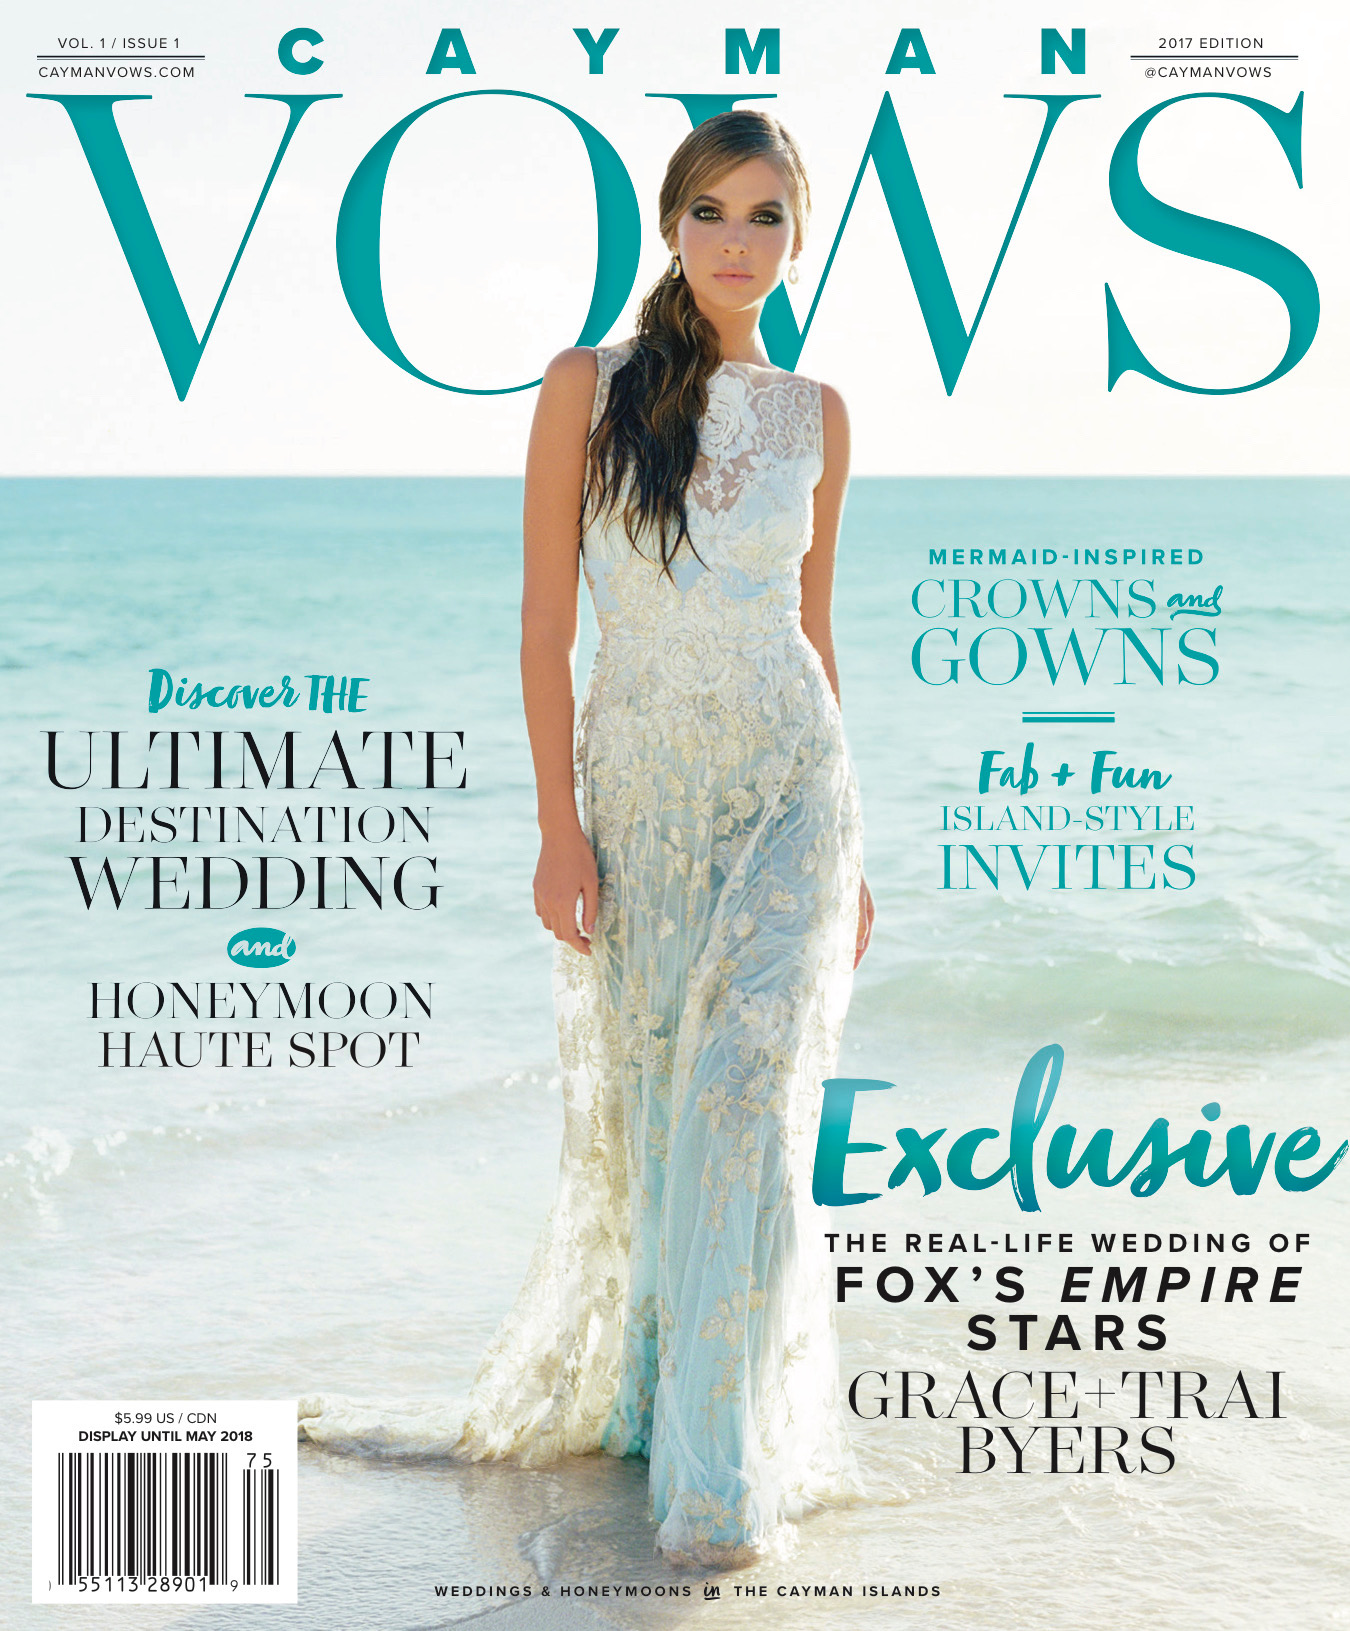 VOL. 1 / ISSUE 1
CAYMANVOWS.COM
CAYMAN
2017 EDITION
@CAYMANVOWS
VOWS
MERMAID-INSPIRED
CROWNS and
GOWNS
Fab + Fun
ISLAND-STYLE
INVITES
Discover THE
ULTIMATE
DESTINATION
WEDDING
and
HONEYMOON
HAUTE SPOT
Exclusive
THE REAL-LIFE WEDDING OF
FOX'S EMPIRE
STARS
GRACE+TRAI
BYERS
$5.99 US / CDN
DISPLAY UNTIL MAY 2018
75
55113 28901 9
WEDDINGS & HONEYMOONS in THE CAYMAN ISLANDS